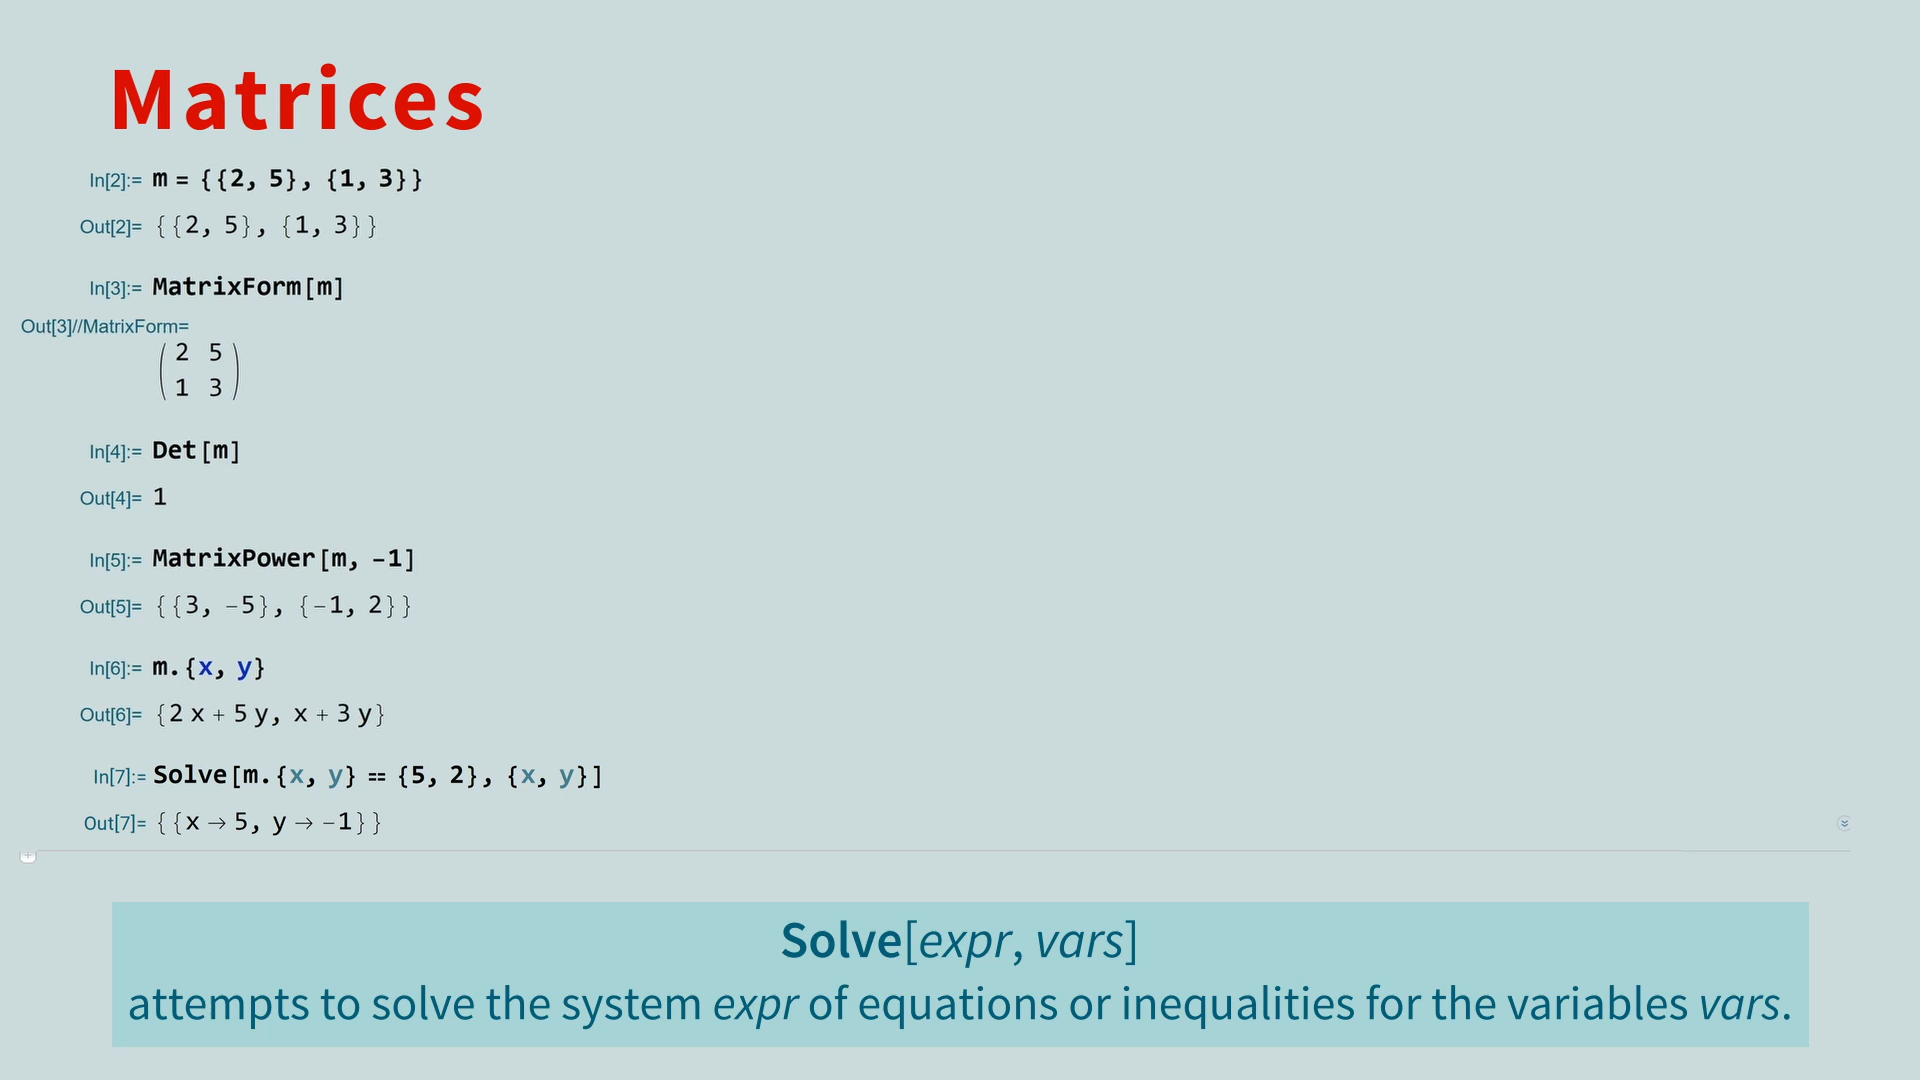 Matrices
In[2]:= m = {{2, 5}, {1, 3}}
Out[2]= {{2, 5}, {1, 3}}
In[3]:= MatrixForm[m]
Out[3]//MatrixForm=
2 5
1 3
In[4]:= Det[m]
Out[4]= 1
In[5]:= MatrixPower[m, -1]
Out[5]= {{3, -5}, {-1, 2}}
In[6]:= m.{x, y}
Out[6]= {2 x + 5 y, x + 3 y}
In[7]:= Solve[m.{x, y} == {5, 2}, {x, y}]
Out[7]= {{x → 5, y → -1}}
Solve[expr, vars]
attempts to solve the system expr of equations or inequalities for the variables vars.